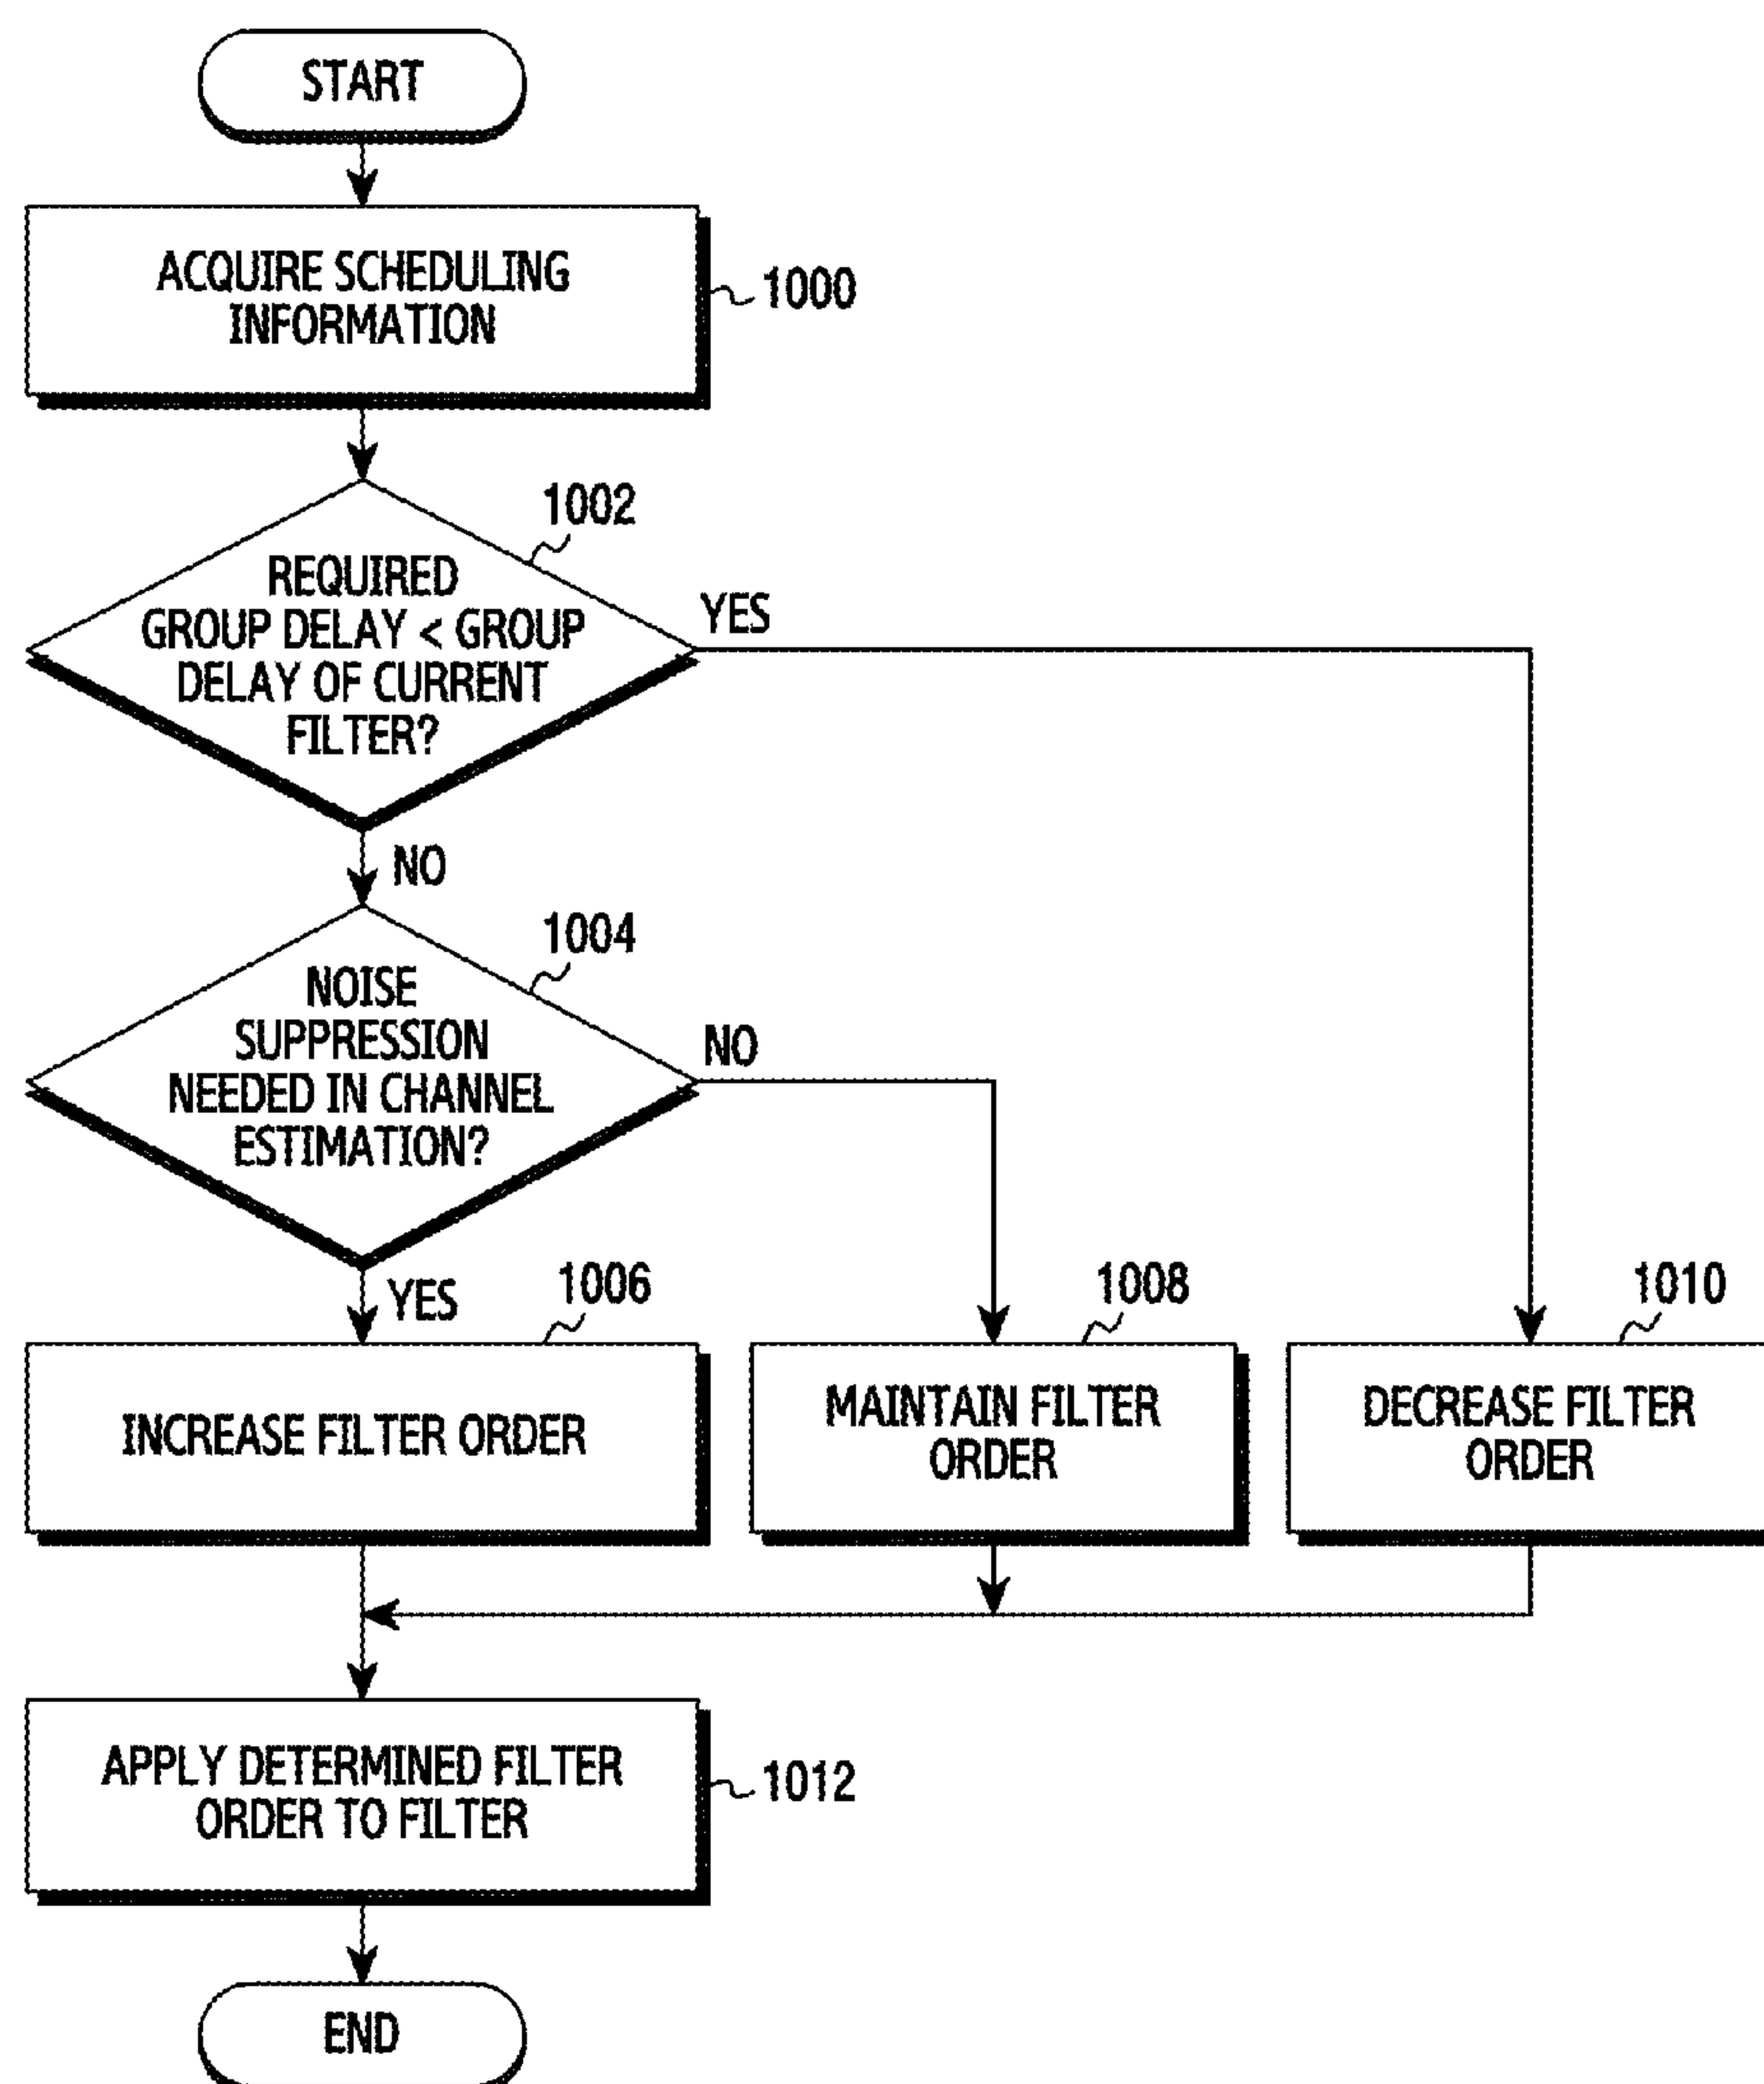 START
ACQUIRE SCHEDULING
INFORMATION
1000
1002
REQUIRED
GROUP DELAY < GROUP
DELAY OF CURRENT
FILTER?
YES
NO
1004
NOISE
SUPPRESSION
NEEDED IN CHANNEL
ESTIMATION?
NO
YES
1006
INCREASE FILTER ORDER
1008
MAINTAIN FILTER
ORDER
1010
DECREASE FILTER
ORDER
APPLY DETERMINED FILTER
ORDER TO FILTER
1012
END